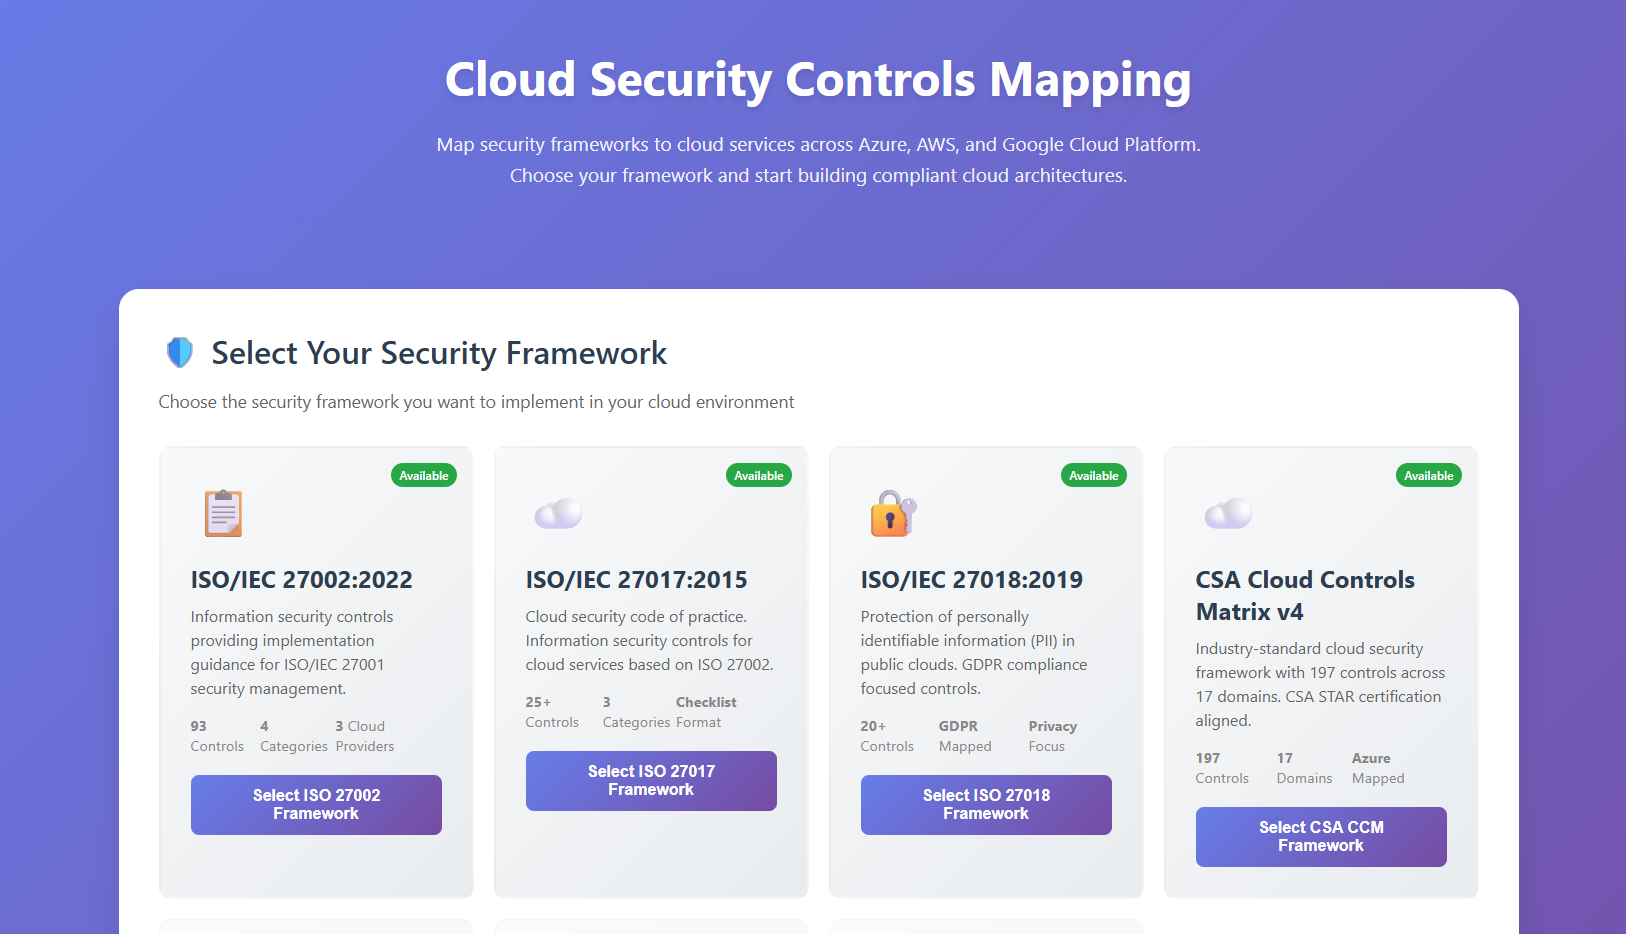 Cloud Security Controls Mapping
Map security frameworks to cloud services across Azure, AWS, and Google Cloud Platform.
Choose your framework and start building compliant cloud architectures.
Select Your Security Framework
Choose the security framework you want to implement in your cloud environment
Available
ISO/IEC 27002:2022
Information security controls
providing implementation
guidance for ISO/IEC 27001
security management.
93 4 3 Cloud
Controls Categories Providers
Select ISO 27002
Framework
Available
ISO/IEC 27017:2015
Cloud security code of practice.
Information security controls for
cloud services based on ISO 27002.
25+ 3 Checklist
Controls Categories Format
Select ISO 27017
Framework
Available
ISO/IEC 27018:2019
Protection of personally
identifiable information (PII) in
public clouds. GDPR compliance
focused controls.
20+ GDPR Privacy
Controls Mapped Focus
Select ISO 27018
Framework
Available
CSA Cloud Controls
Matrix v4
Industry-standard cloud security
framework with 197 controls across
17 domains. CSA STAR certification
aligned.
197 17 Azure
Controls Domains Mapped
Select CSA CCM
Framework